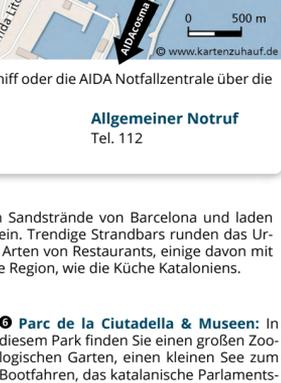 nda Lito
AIDAcosma
0 500 m
© www.kartenzuhauf.de
hiff oder die AIDA Notfallzentrale über die
Allgemeiner Notruf
Tel. 112
n Sandstrände von Barcelona und laden
ein. Trendige Strandbars runden das Ur-
Arten von Restaurants, einige davon mit
e Region, wie die Küche Kataloniens.
❻ Parc de la Ciutadella & Museen: In
diesem Park finden Sie einen großen Zoo-
logischen Garten, einen kleinen See zum
Bootfahren, das katalanische Parlaments-